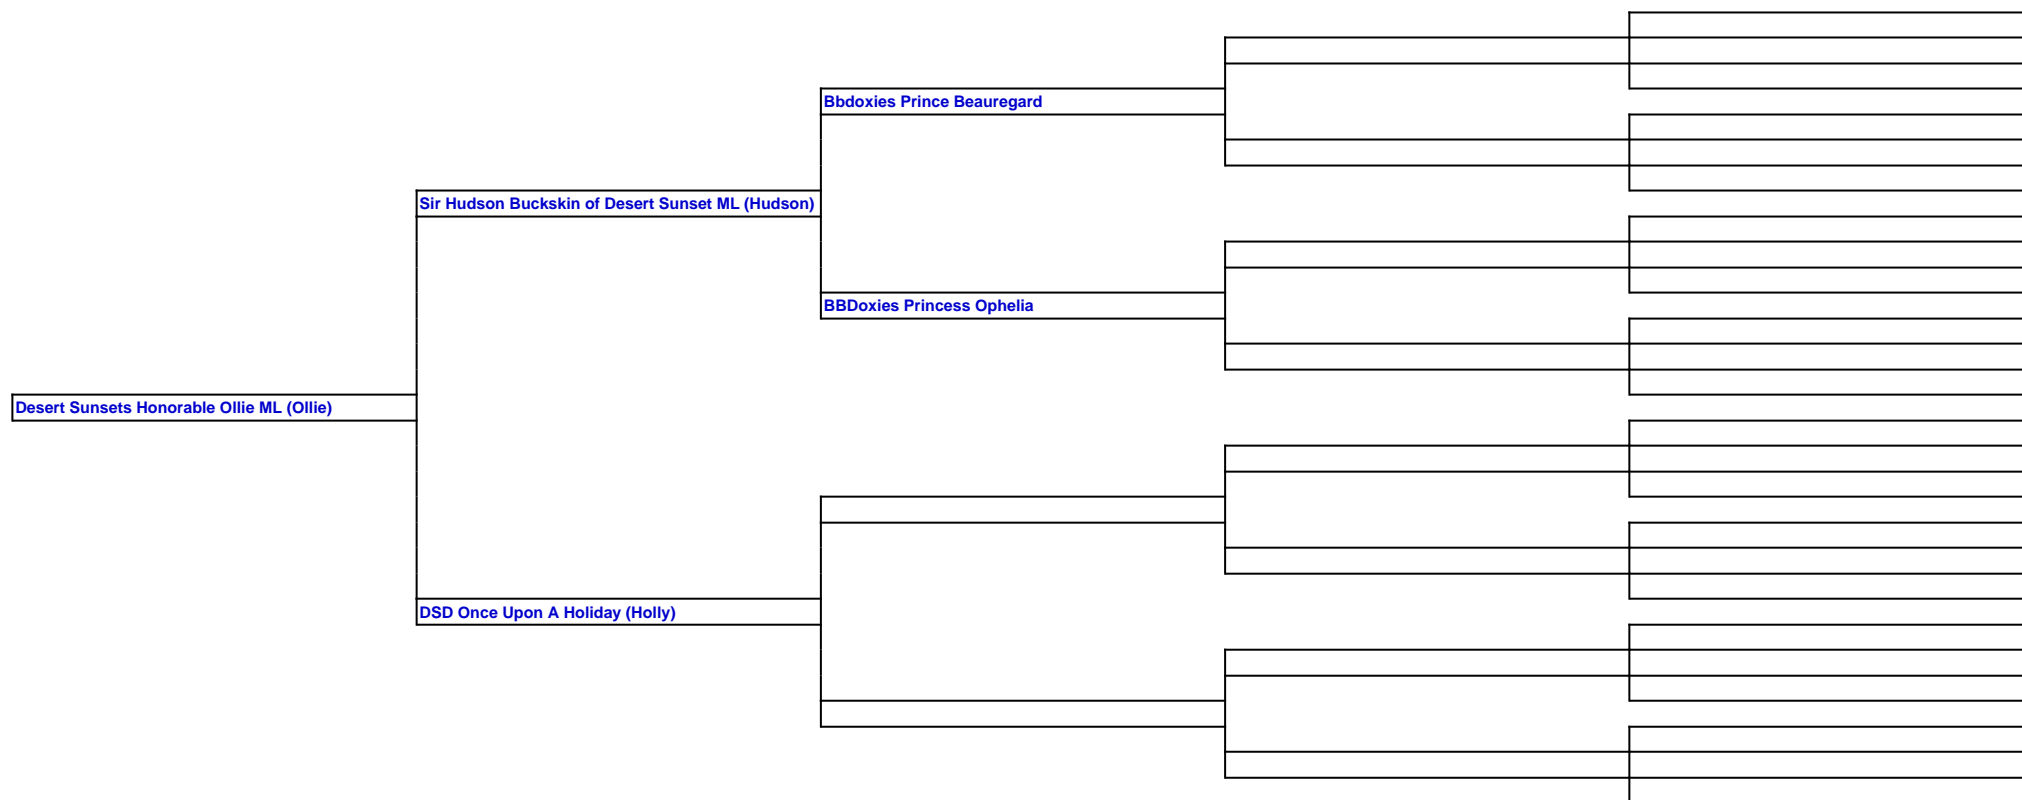 Bbdoxies Prince Beauregard
Sir Hudson Buckskin of Desert Sunset ML (Hudson)
BBDoxies Princess Ophelia
Desert Sunsets Honorable Ollie ML (Ollie)
DSD Once Upon A Holiday (Holly)